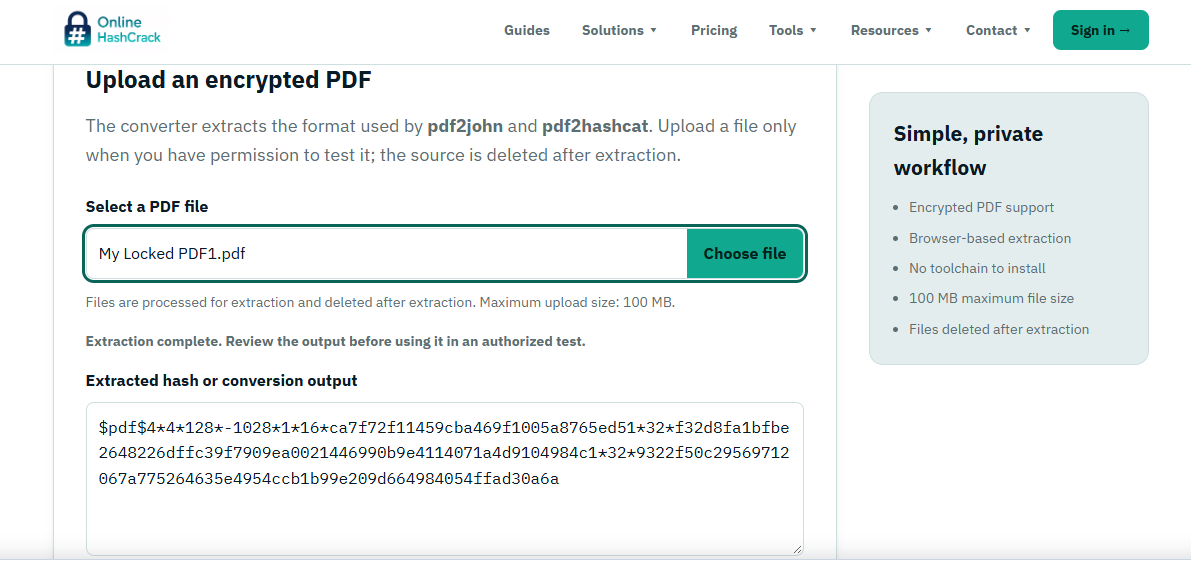 Online
HashCrack
Guides Solutions ▾ Pricing Tools ▾ Resources ▾ Contact ▾ Sign in →
Upload an encrypted PDF
The converter extracts the format used by pdf2john and pdf2hashcat. Upload a file only
when you have permission to test it; the source is deleted after extraction.
Select a PDF file
My Locked PDF1.pdf Choose file
Files are processed for extraction and deleted after extraction. Maximum upload size: 100 MB.
Extraction complete. Review the output before using it in an authorized test.
Extracted hash or conversion output
$pdf$4*4*128*-1028*1*16*ca7f72f11459cba469f1005a8765ed51*32*f32d8fa1bfbe
2648226dffc39f7909ea0021446990b9e4114071a4d9104984c1*32*9322f50c29569712
067a775264635e4954ccb1b99e209d664984054ffad30a6a
Simple, private
workflow
• Encrypted PDF support
• Browser-based extraction
• No toolchain to install
• 100 MB maximum file size
• Files deleted after extraction